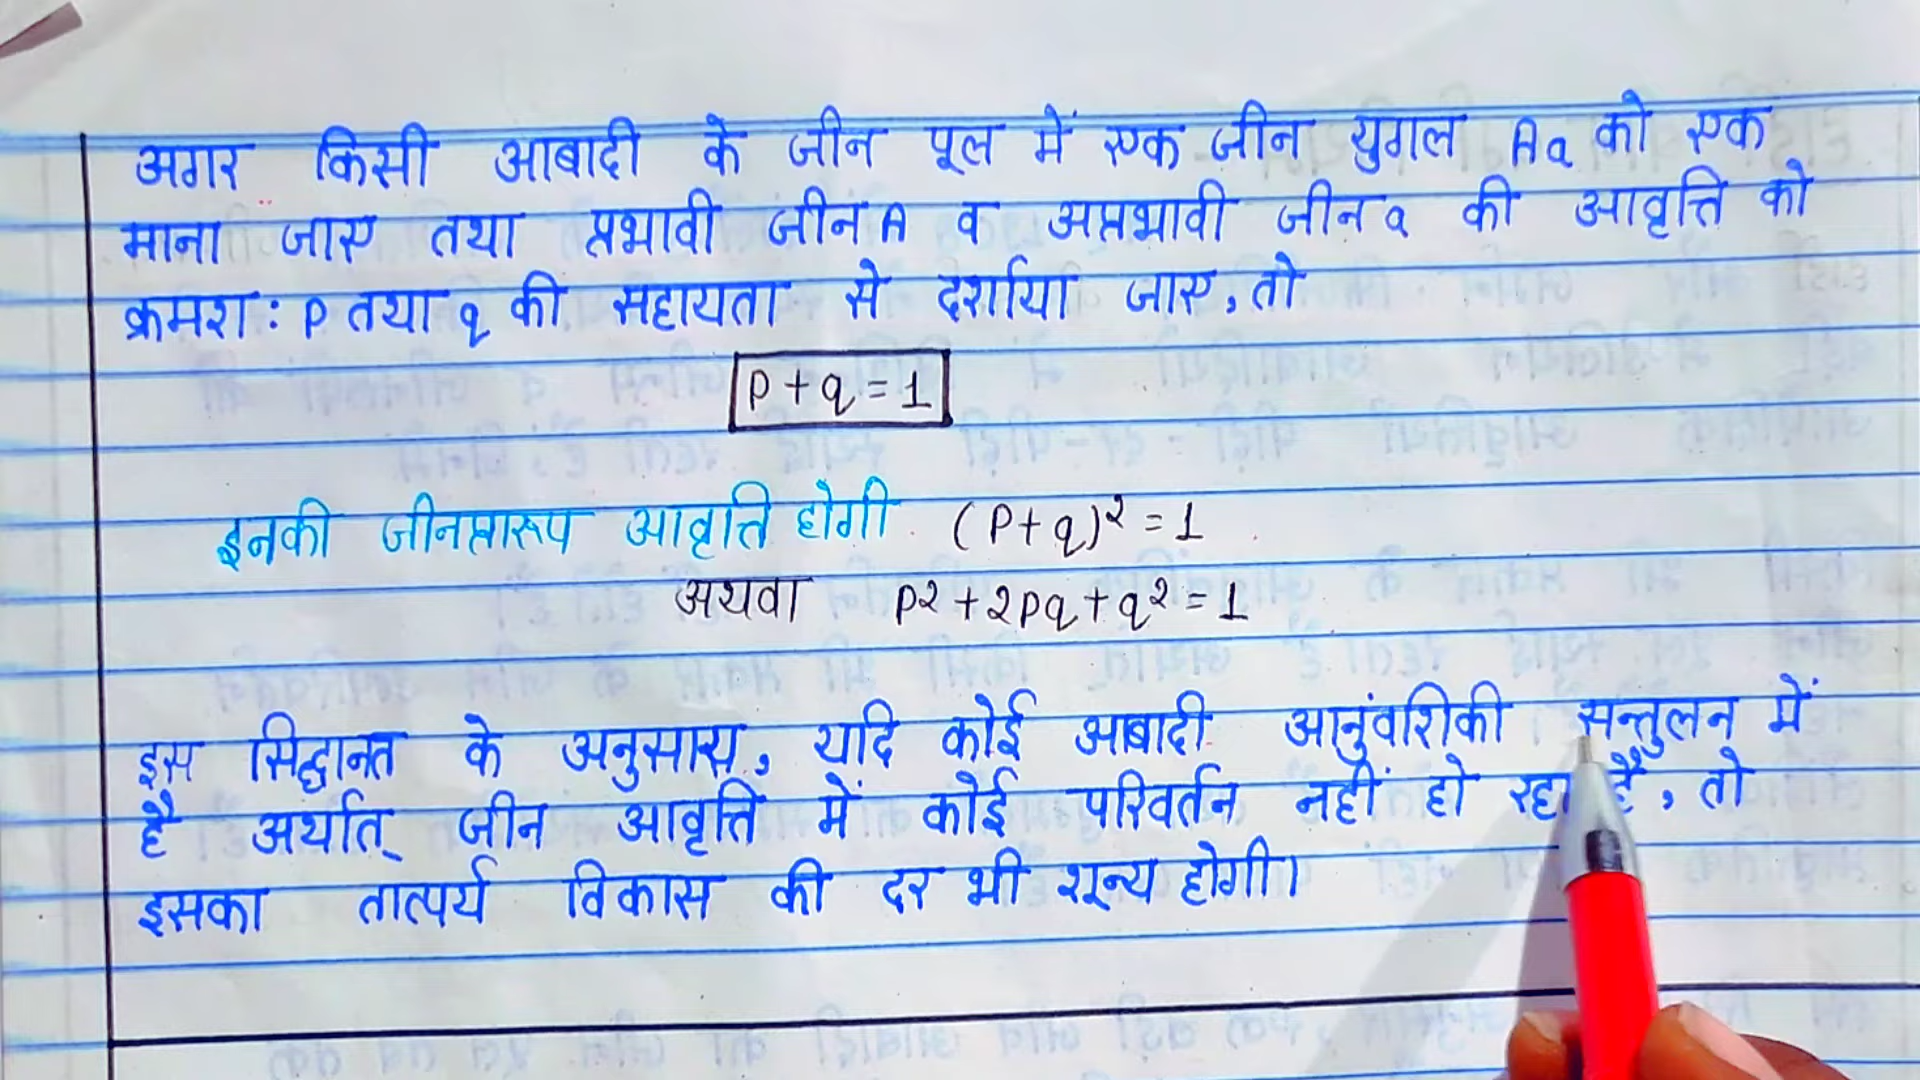 अगर किसी आबादी के जीन पूल में एक जीन युगल Aa को एक
माना जाए तथा प्रभावी जीन A व अप्रभावी जीन a की आवृत्ति को
क्रमश: p तथा q की सहायता से दर्शाया जाए, तो
p + q = 1
इनकी जीनप्रारूप आवृत्ति होगी (p+q)² = 1
अथवा p² + 2pq + q² = 1
इस सिद्धान्त के अनुसार, यदि कोई आबादी आनुंवशिकी सन्तुलन में
है अर्थात् जीन आवृत्ति में कोई परिवर्तन नहीं हो रहा है, तो
इसका तात्पर्य विकास की दर भी शून्य होगी।